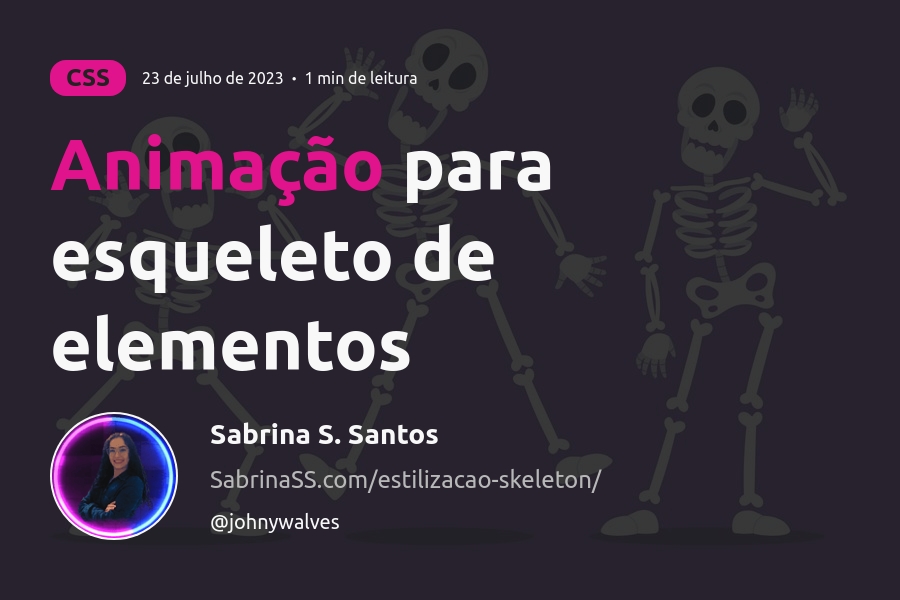 CSS 23 de julho de 2023 • 1 min de leitura
Animação para
esqueleto de
elementos
Sabrina S. Santos
SabrinaSS.com/estilizacao-skeleton/
@johnywalves